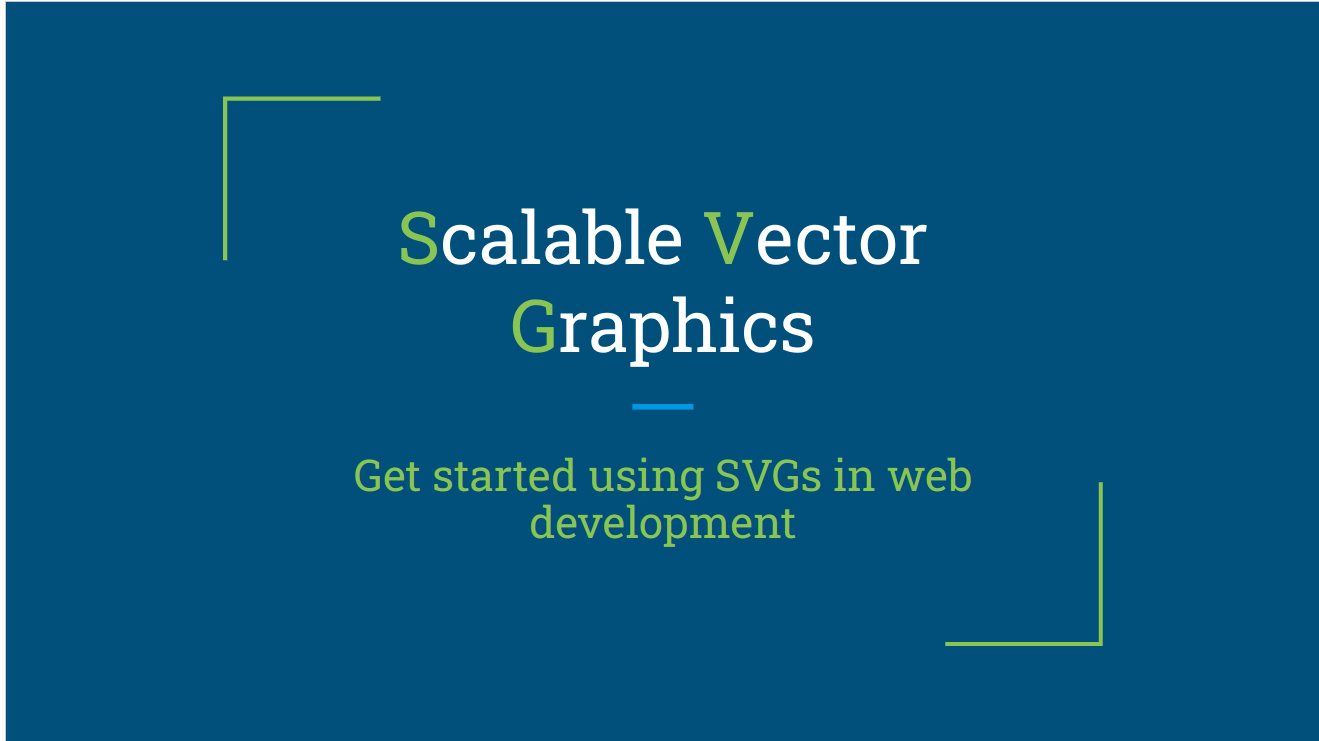 Scalable Vector
Graphics
Get started using SVGs in web
development